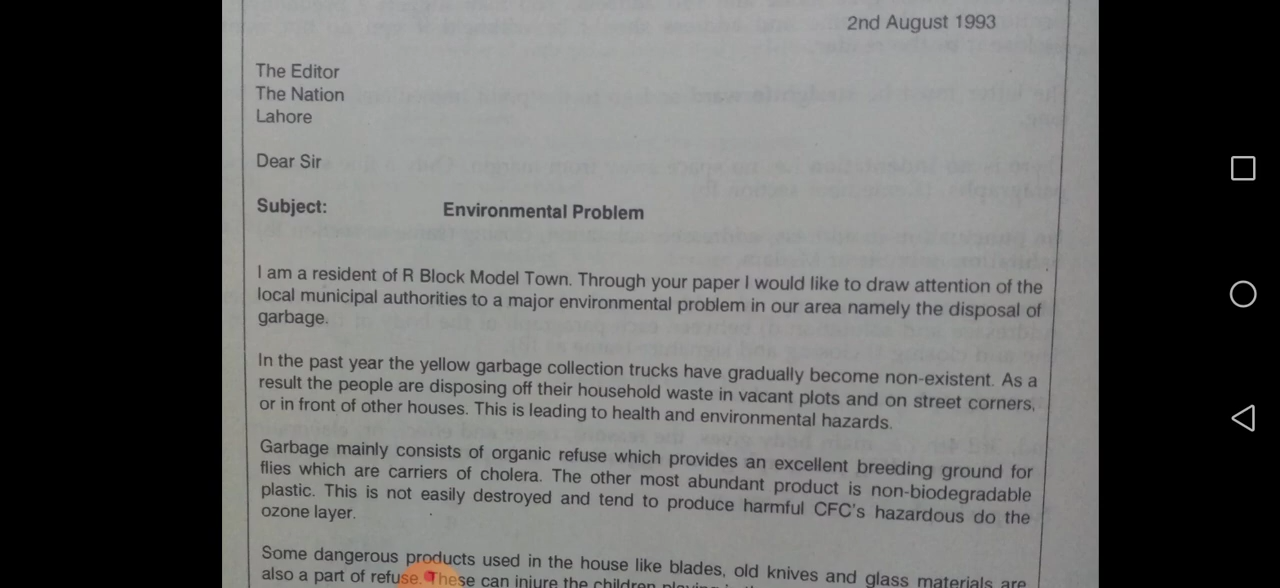 2nd August 1993
The Editor
The Nation
Lahore
Dear Sir
Subject: Environmental Problem
I am a resident of R Block Model Town. Through your paper I would like to draw attention of the
local municipal authorities to a major environmental problem in our area namely the disposal of
garbage.
In the past year the yellow garbage collection trucks have gradually become non-existent. As a
result the people are disposing off their household waste in vacant plots and on street corners,
or in front of other houses. This is leading to health and environmental hazards.
Garbage mainly consists of organic refuse which provides an excellent breeding ground for
flies which are carriers of cholera. The other most abundant product is non-biodegradable
plastic. This is not easily destroyed and tend to produce harmful CFC's hazardous do the
ozone layer.
Some dangerous products used in the house like blades, old knives and glass materials are
also a part of refuse. These can injure the children